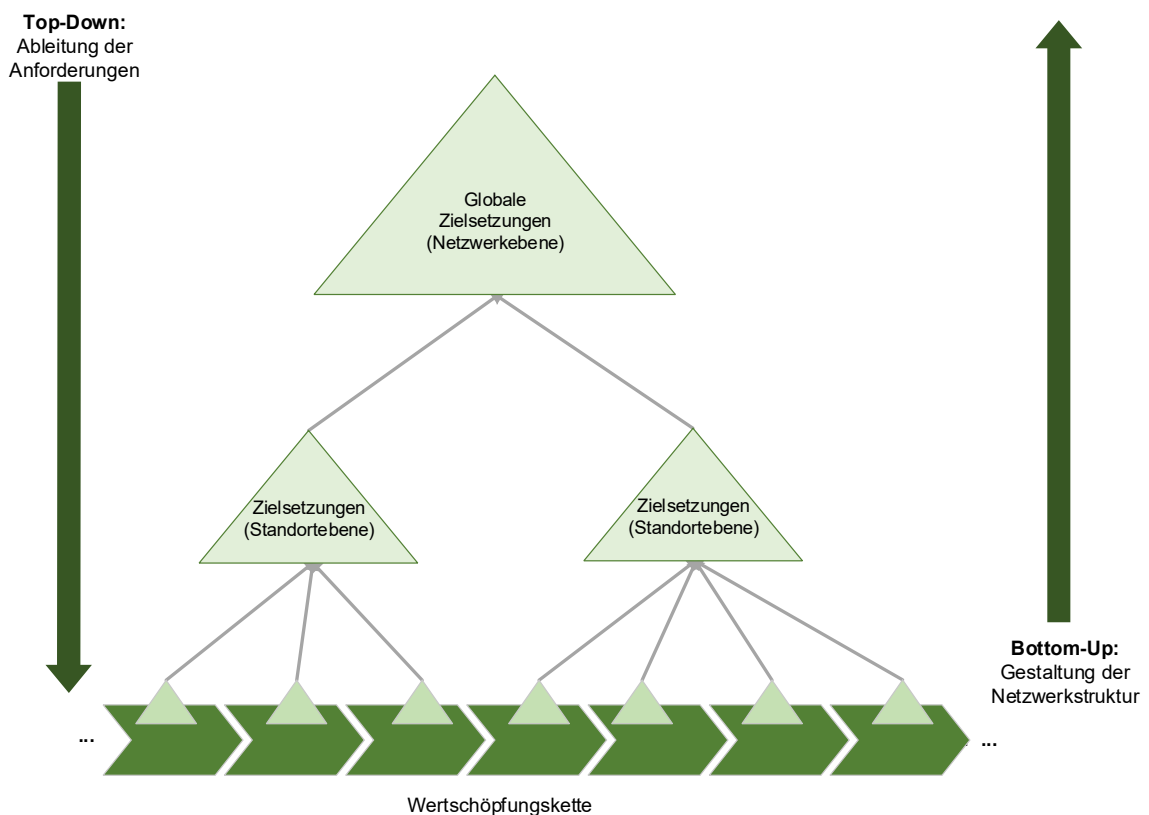 Top-Down:
Ableitung der
Anforderungen
Globale
Zielsetzungen
(Netzwerkebene)
Zielsetzungen
(Standortebene)
Zielsetzungen
(Standortebene)
Bottom-Up:
Gestaltung der
Netzwerkstruktur
...
...
Wertschöpfungskette